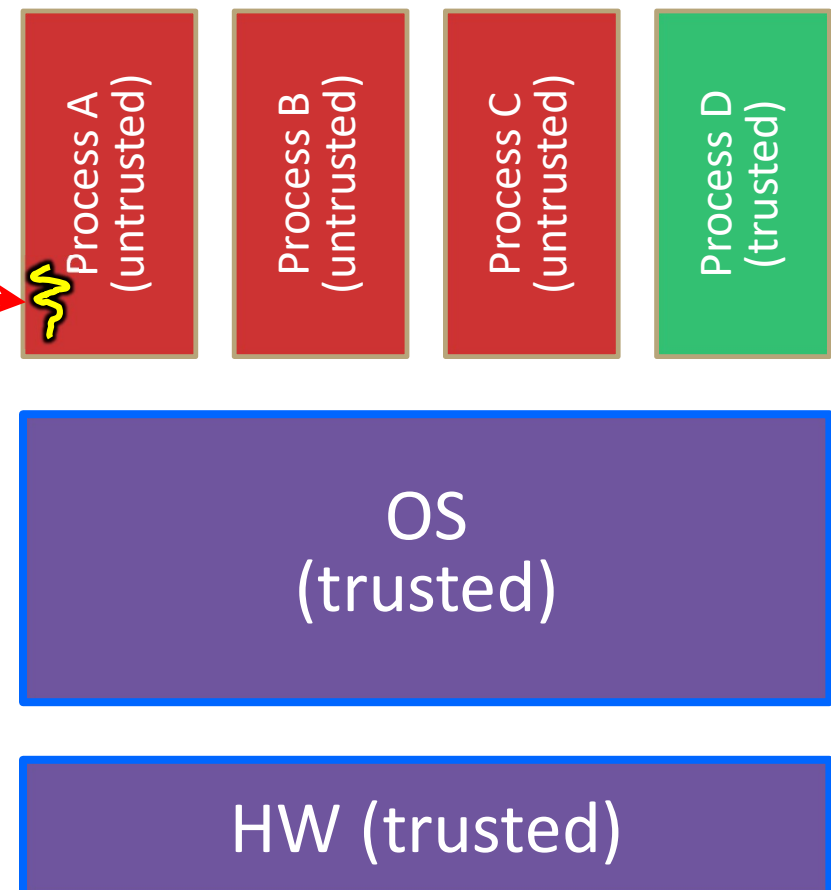 Process A
(untrusted)
Process B
(untrusted)
Process C
(untrusted)
Process D
(trusted)
OS
(trusted)
HW (trusted)